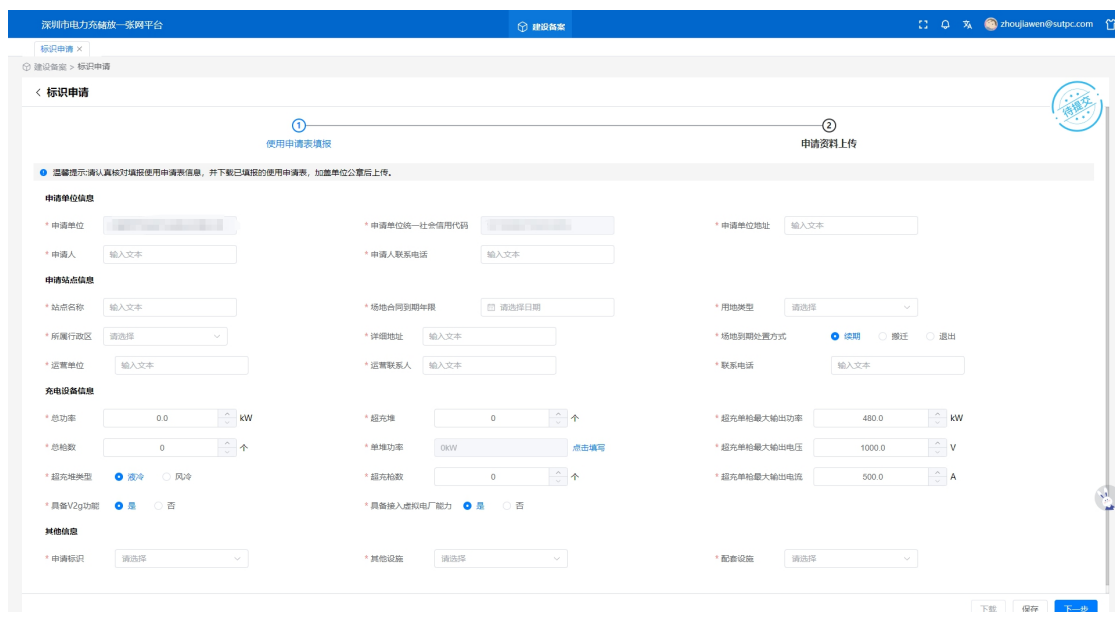 深圳市电力充储放一张网平台
建设备案
zhoujiawen@sutpc.com
标识申请 ×
建设备案 > 标识申请
< 标识申请
待提交
1
2
使用申请表填报
申请资料上传
温馨提示:请认真核对填报使用申请表信息，并下载已填报的使用申请表，加盖单位公章后上传。
申请单位信息
* 申请单位
* 申请单位统一社会信用代码
* 申请单位地址 输入文本
* 申请人 输入文本
* 申请人联系电话 输入文本
申请站点信息
* 站点名称 输入文本
* 场地合同到期年限 请选择日期
* 用地类型 请选择
* 所属行政区 请选择
* 详细地址 输入文本
* 场地到期处置方式 续期 搬迁 退出
* 运营单位 输入文本
* 运营联系人 输入文本
* 联系电话 输入文本
充电设备信息
* 总功率 0.0 kW
* 超充堆 0 个
* 超充单枪最大输出功率 480.0 kW
* 总枪数 0 个
* 单堆功率 0kW 点击填写
* 超充单枪最大输出电压 1000.0 V
* 超充堆类型 液冷 风冷
* 超充枪数 0 个
* 超充单枪最大输出电流 500.0 A
* 具备V2g功能 是 否
* 具备接入虚拟电厂能力 是 否
其他信息
* 申请标识 请选择
* 其他设施 请选择
* 配套设施 请选择
下载 保存 下一步